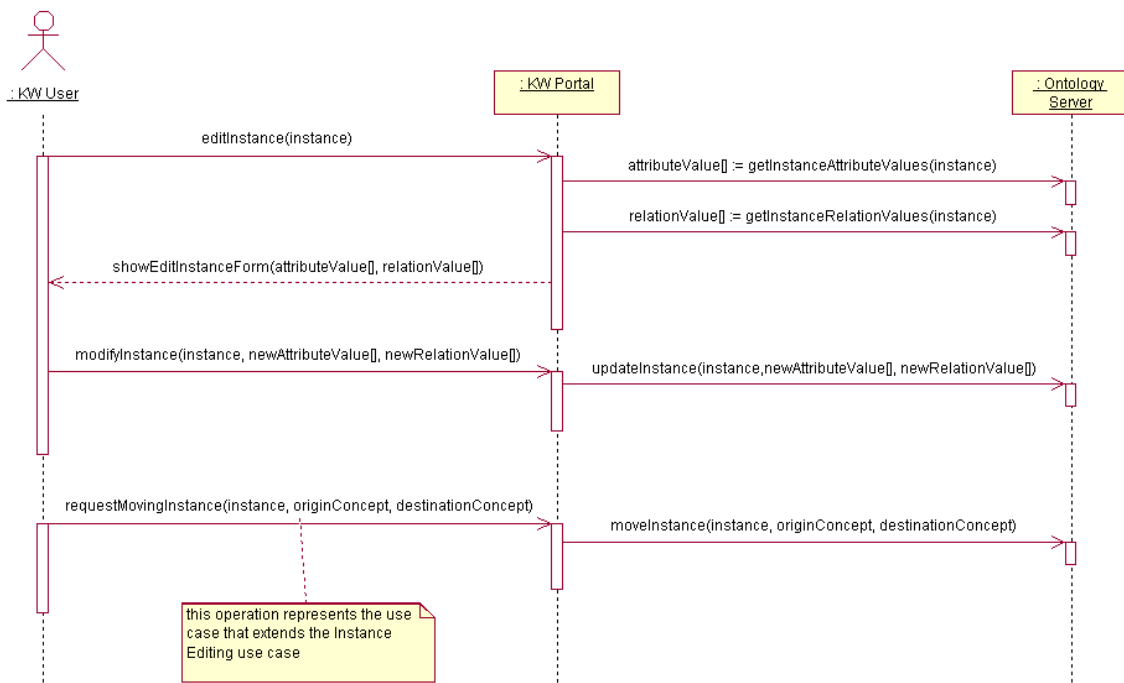 : KW User
: KW Portal
: Ontology
Server
editInstance(instance)
attributeValue[] := getInstanceAttributeValues(instance)
relationValue[] := getInstanceRelationValues(instance)
showEditInstanceForm(attributeValue[], relationValue[])
modifyInstance(instance, newAttributeValue[], newRelationValue[])
updateInstance(instance,newAttributeValue[], newRelationValue[])
requestMovingInstance(instance, originConcept, destinationConcept)
moveInstance(instance, originConcept, destinationConcept)
this operation represents the use
case that extends the Instance
Editing use case